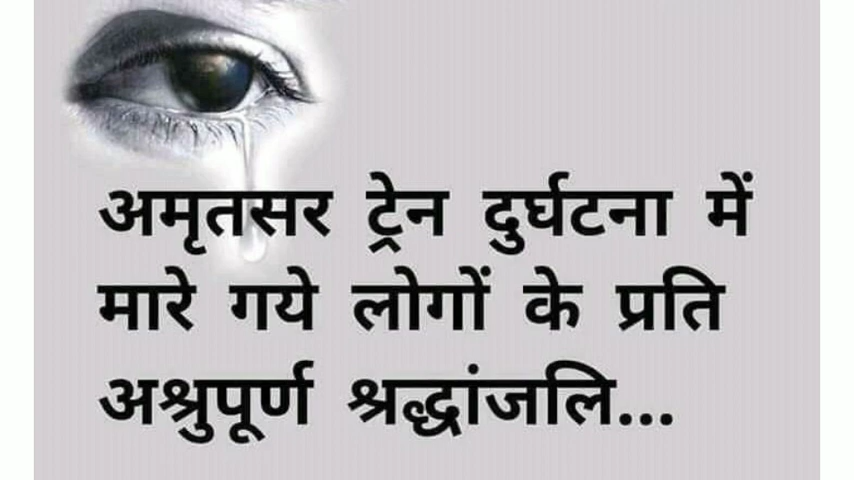 अमृतसर ट्रेन दुर्घटना में
मारे गये लोगों के प्रति
अश्रुपूर्ण श्रद्धांजलि...